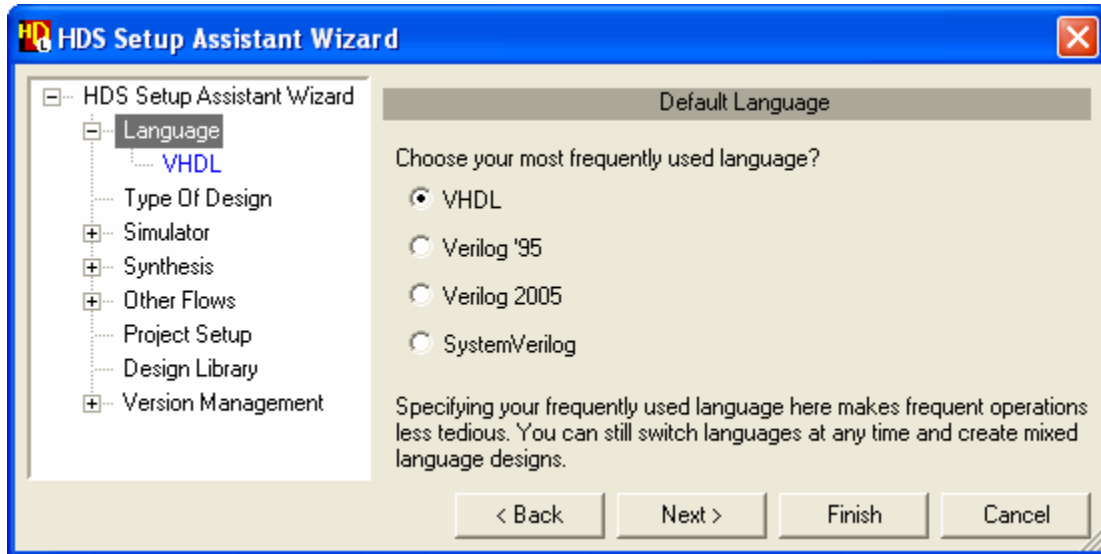 HDS Setup Assistant Wizard
HDS Setup Assistant Wizard
Language
VHDL
Type Of Design
Simulator
Synthesis
Other Flows
Project Setup
Design Library
Version Management
Default Language
Choose your most frequently used language?
VHDL
Verilog '95
Verilog 2005
SystemVerilog
Specifying your frequently used language here makes frequent operations
less tedious. You can still switch languages at any time and create mixed
language designs.
< Back
Next >
Finish
Cancel